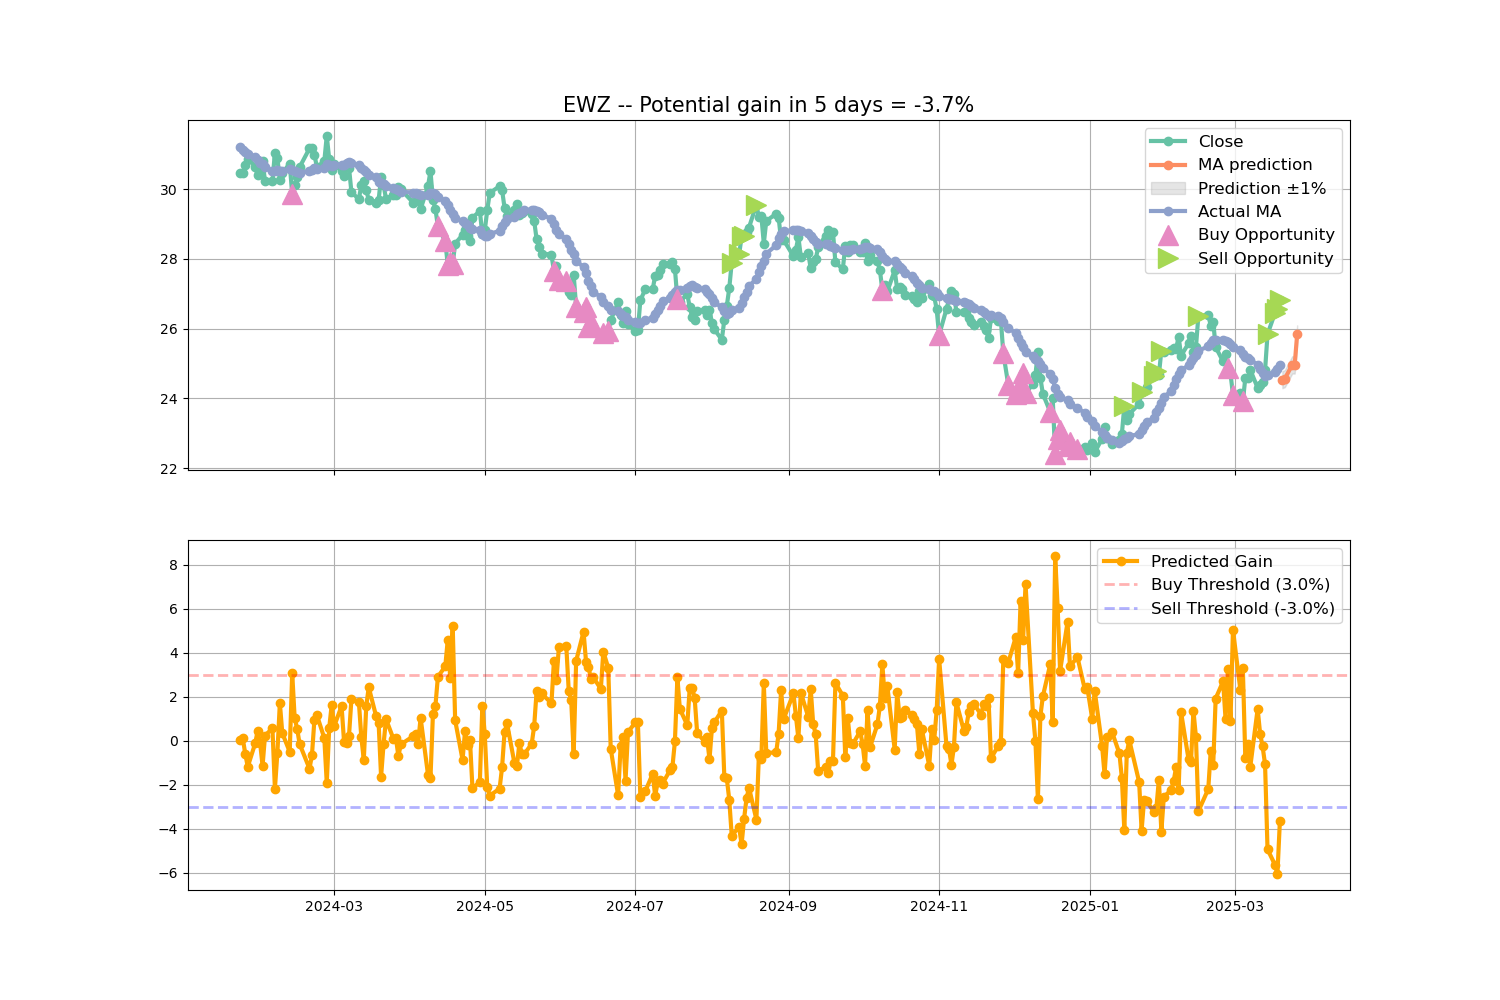 EWZ -- Potential gain in 5 days = -3.7%
Close
MA prediction
Prediction ±1%
Actual MA
Buy Opportunity
Sell Opportunity
30
28
26
24
22
Predicted Gain
Buy Threshold (3.0%)
Sell Threshold (-3.0%)
8
6
4
2
0
−2
−4
−6
2024-03 2024-05 2024-07 2024-09 2024-11 2025-01 2025-03